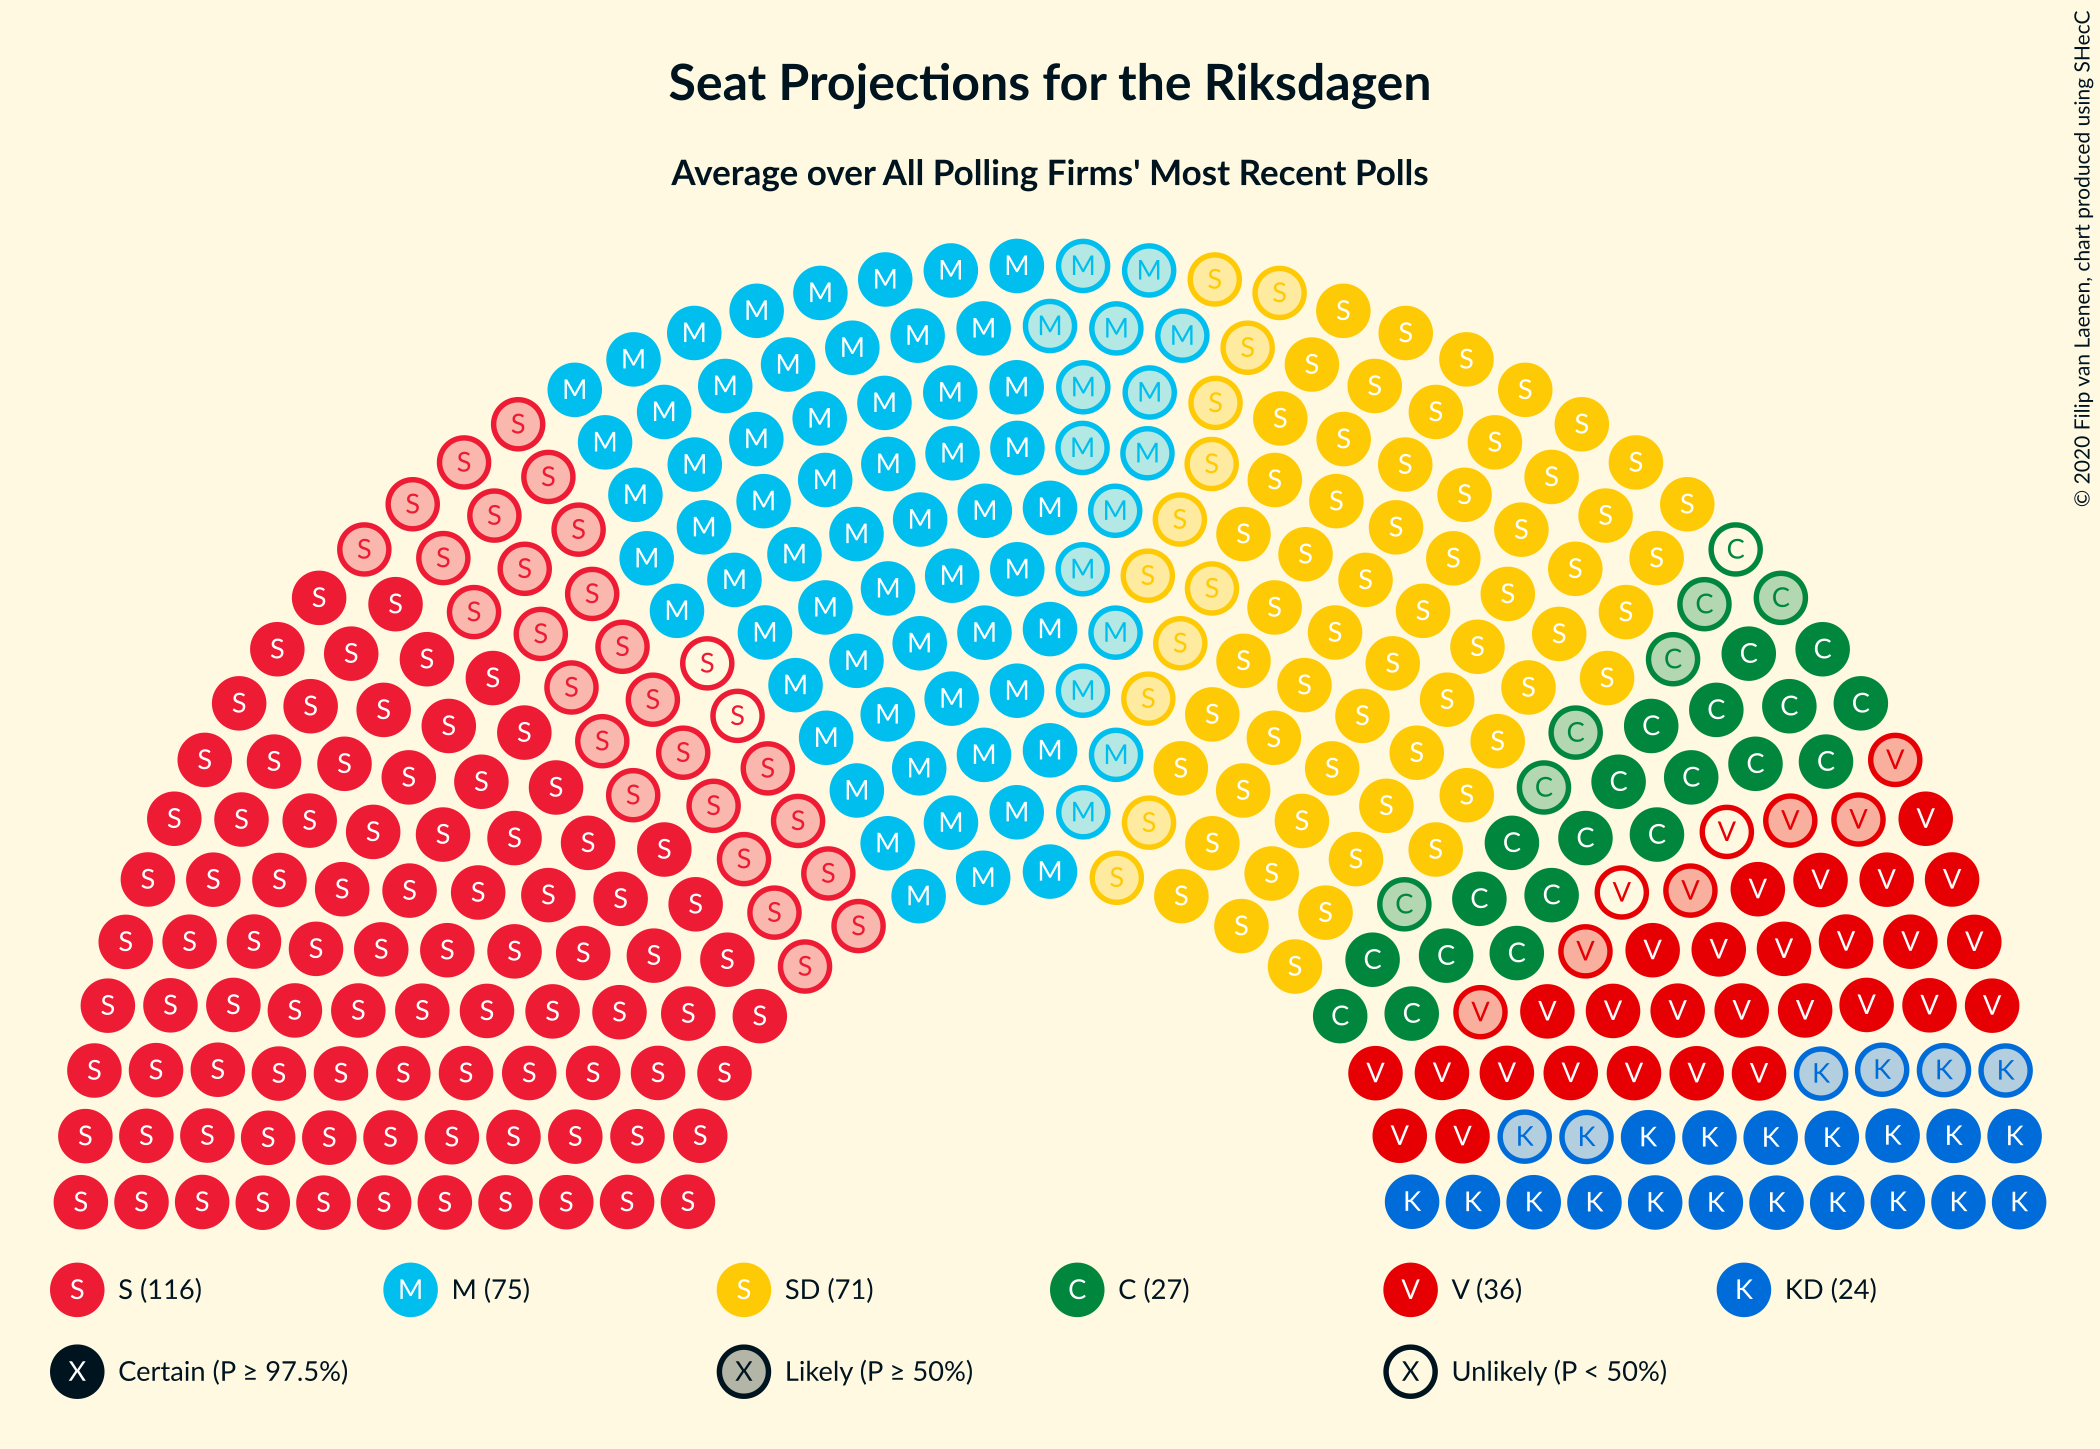 Seat Projections for the Riksdagen
Average over All Polling Firms' Most Recent Polls
© 2020 Filip van Laenen, chart produced using SHecC
S S (116) M M (75) S SD (71) C C (27) V V (36) K KD (24)
X Certain (P ≥ 97.5%) X Likely (P ≥ 50%) X Unlikely (P < 50%)